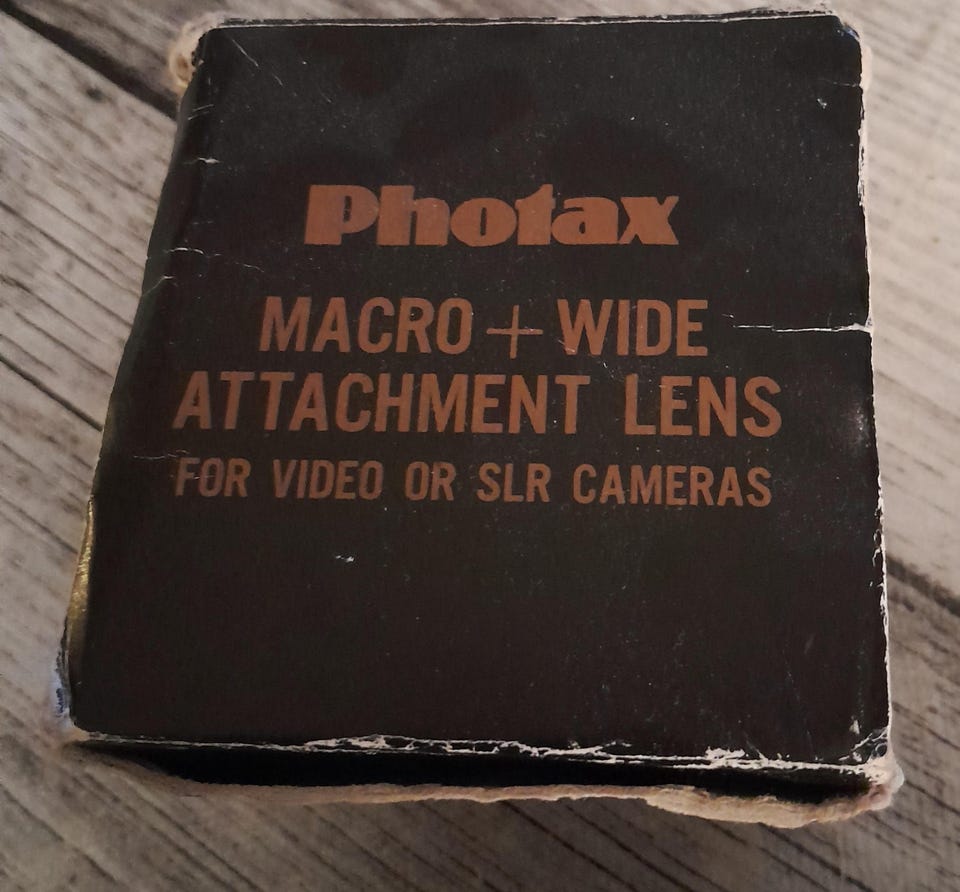 Photax
MACRO + WIDE
ATTACHMENT LENS
FOR VIDEO OR SLR CAMERAS